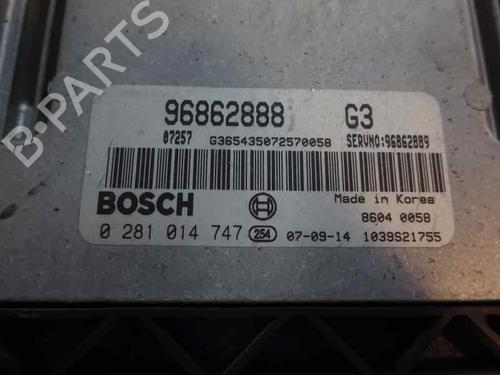 B-PARTS
96862888 G3
07257 G365435072570058 SERVNO:96862889
BOSCH Made in Korea
8604 0058
0 281 014 747 254 07-09-14 1039S21755